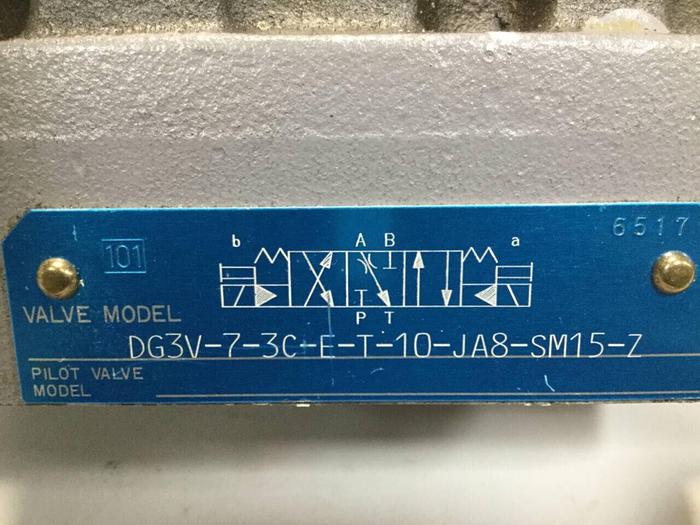 6517
101
b A B a
P T
VALVE MODEL
DG3V-7-3C-E-T-10-JA8-SM15-Z
PILOT VALVE
MODEL